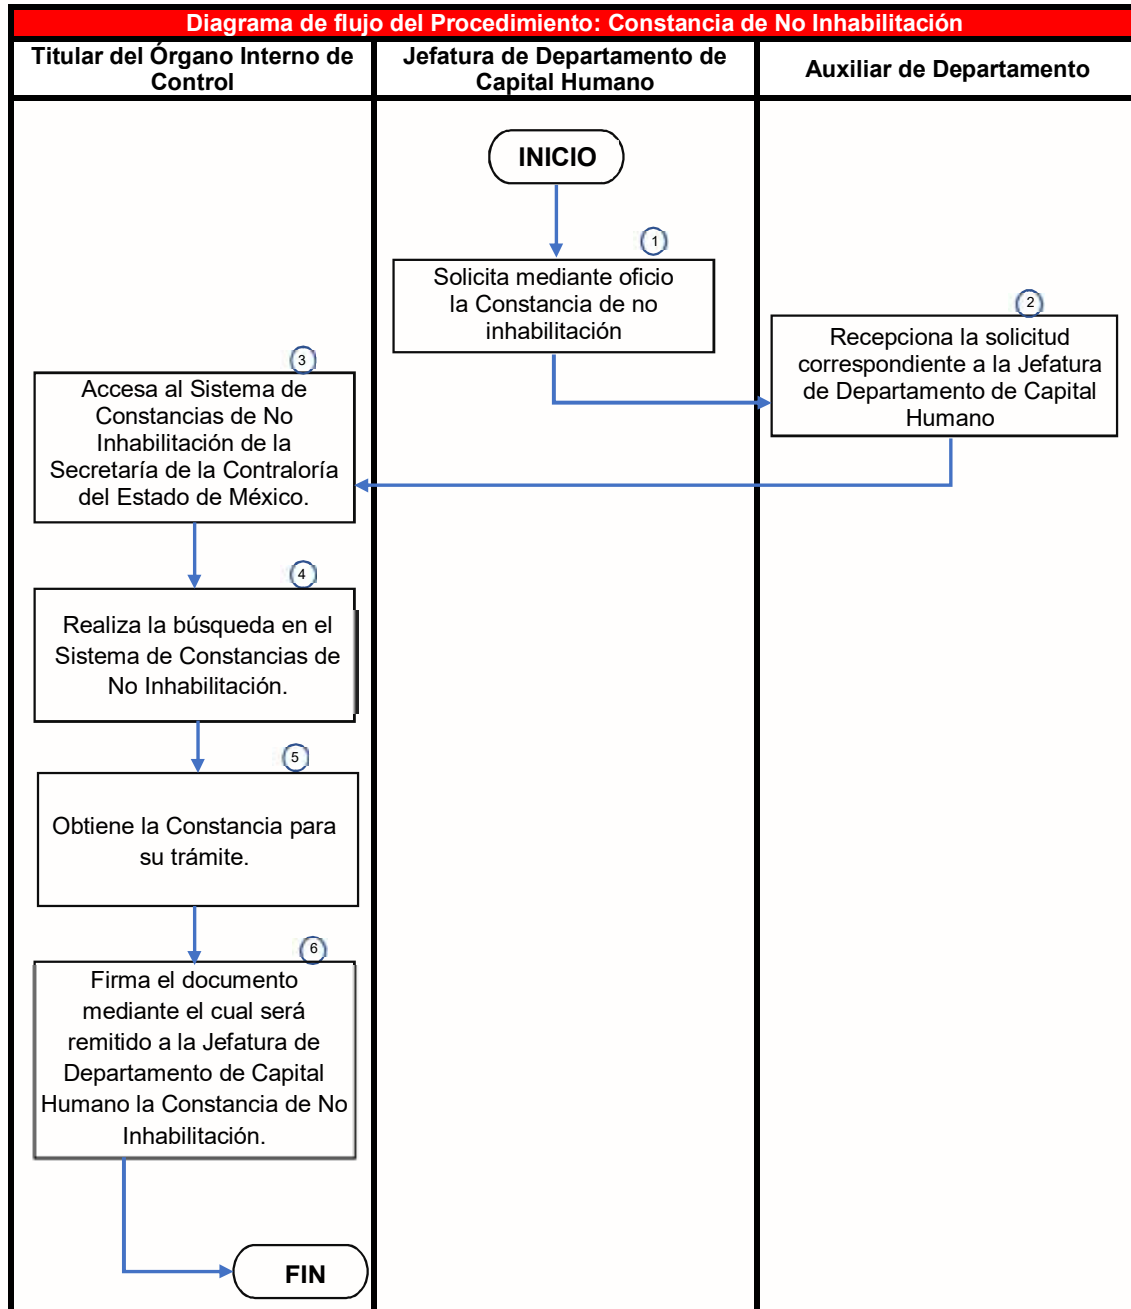 Diagrama de flujo del Procedimiento: Constancia de No Inhabilitación
Titular del Órgano Interno de
Control
Jefatura de Departamento de
Capital Humano
Auxiliar de Departamento
INICIO
1
Solicita mediante oficio
la Constancia de no
inhabilitación
2
Recepciona la solicitud
correspondiente a la Jefatura
de Departamento de Capital
Humano
3
Accesa al Sistema de
Constancias de No
Inhabilitación de la
Secretaría de la Contraloría
del Estado de México.
4
Realiza la búsqueda en el
Sistema de Constancias de
No Inhabilitación.
5
Obtiene la Constancia para
su trámite.
6
Firma el documento
mediante el cual será
remitido a la Jefatura de
Departamento de Capital
Humano la Constancia de No
Inhabilitación.
FIN